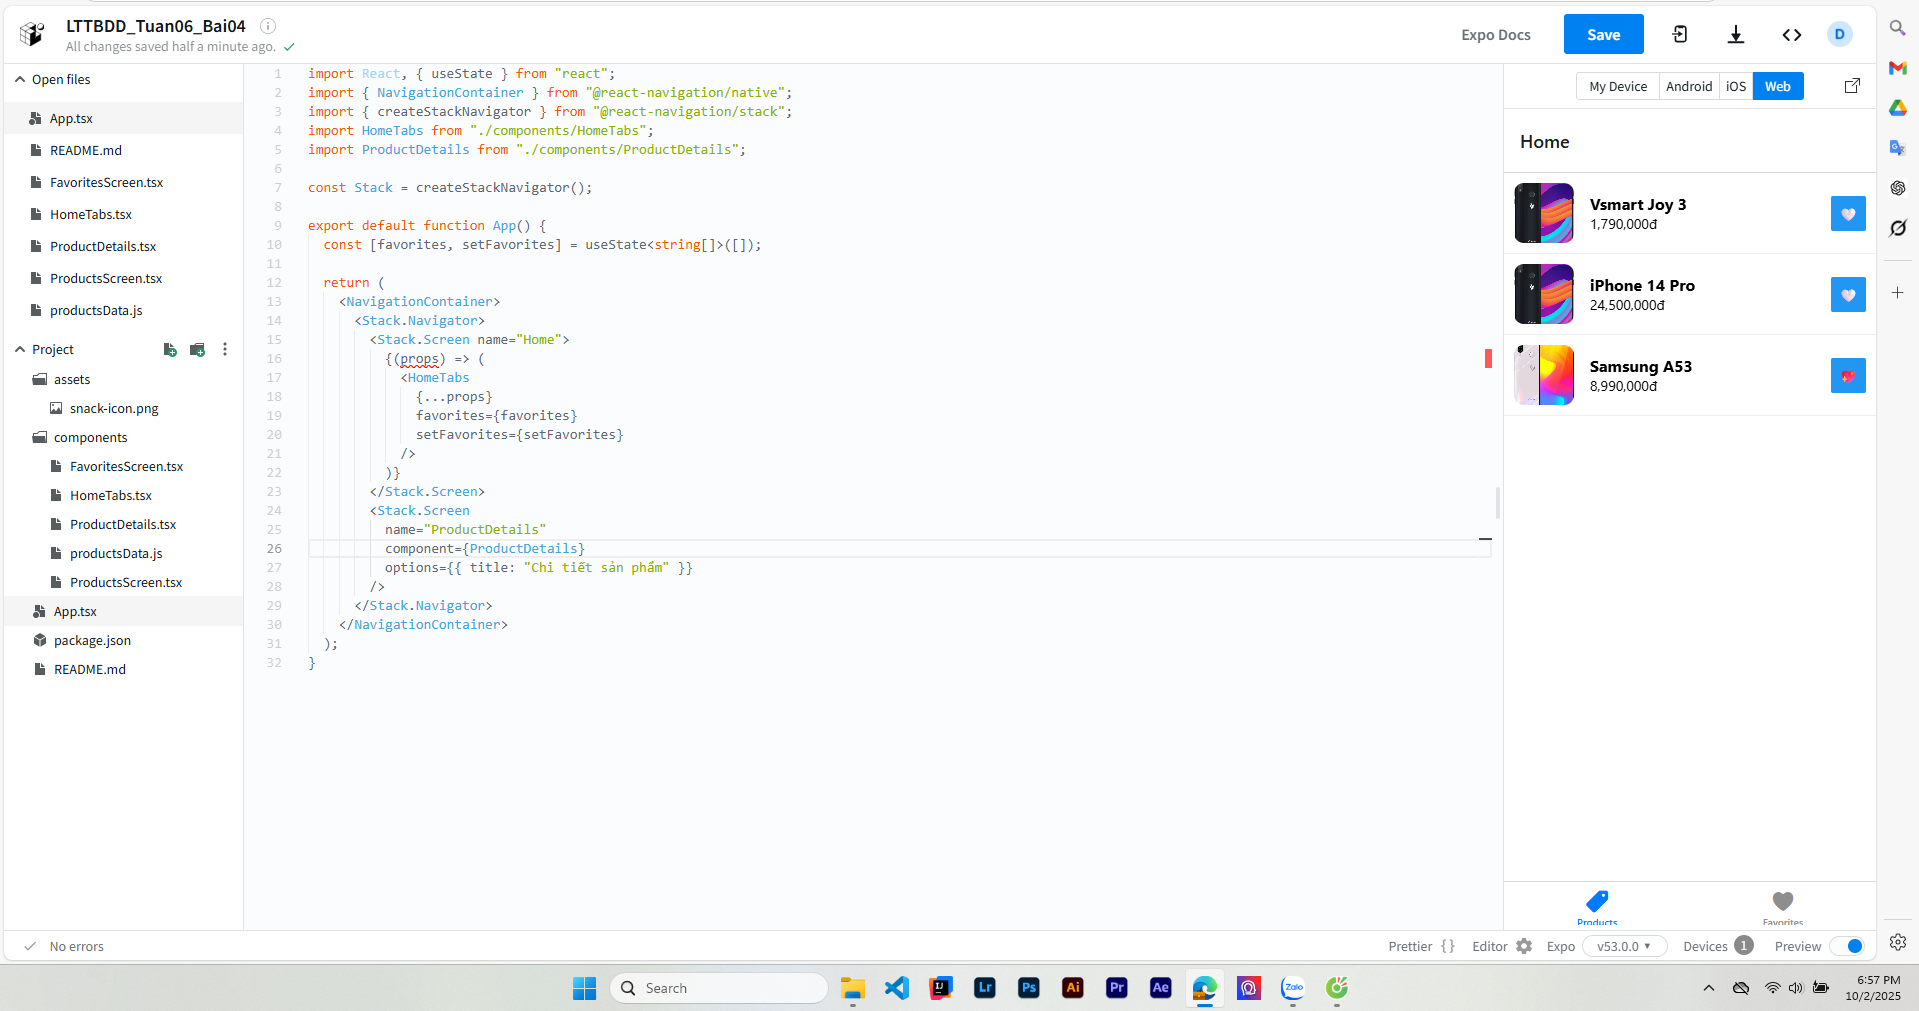 LTTBDD_Tuan06_Bai04
All changes saved half a minute ago.
Expo Docs
Save
D
Open files
App.tsx
README.md
FavoritesScreen.tsx
HomeTabs.tsx
ProductDetails.tsx
ProductsScreen.tsx
productsData.js
Project
assets
snack-icon.png
components
FavoritesScreen.tsx
HomeTabs.tsx
ProductDetails.tsx
productsData.js
ProductsScreen.tsx
App.tsx
package.json
README.md
1 import React, { useState } from "react";
2 import { NavigationContainer } from "@react-navigation/native";
3 import { createStackNavigator } from "@react-navigation/stack";
4 import HomeTabs from "./components/HomeTabs";
5 import ProductDetails from "./components/ProductDetails";
6
7 const Stack = createStackNavigator();
8
9 export default function App() {
10 const [favorites, setFavorites] = useState<string[]>([]);
11
12 return (
13 <NavigationContainer>
14 <Stack.Navigator>
15 <Stack.Screen name="Home">
16 {(props) => (
17 <HomeTabs
18 {...props}
19 favorites={favorites}
20 setFavorites={setFavorites}
21 />
22 )}
23 </Stack.Screen>
24 <Stack.Screen
25 name="ProductDetails"
26 component={ProductDetails}
27 options={{ title: "Chi tiết sản phẩm" }}
28 />
29 </Stack.Navigator>
30 </NavigationContainer>
31 );
32 }
My Device Android iOS Web
Home
Vsmart Joy 3
1,790,000đ
iPhone 14 Pro
24,500,000đ
Samsung A53
8,990,000đ
Products
Favorites
No errors
Prettier {} Editor Expo v53.0.0 Devices 1 Preview
Search
IJ
Lr
Ps
Ai
Pr
Ae
Zalo
6:57 PM
10/2/2025